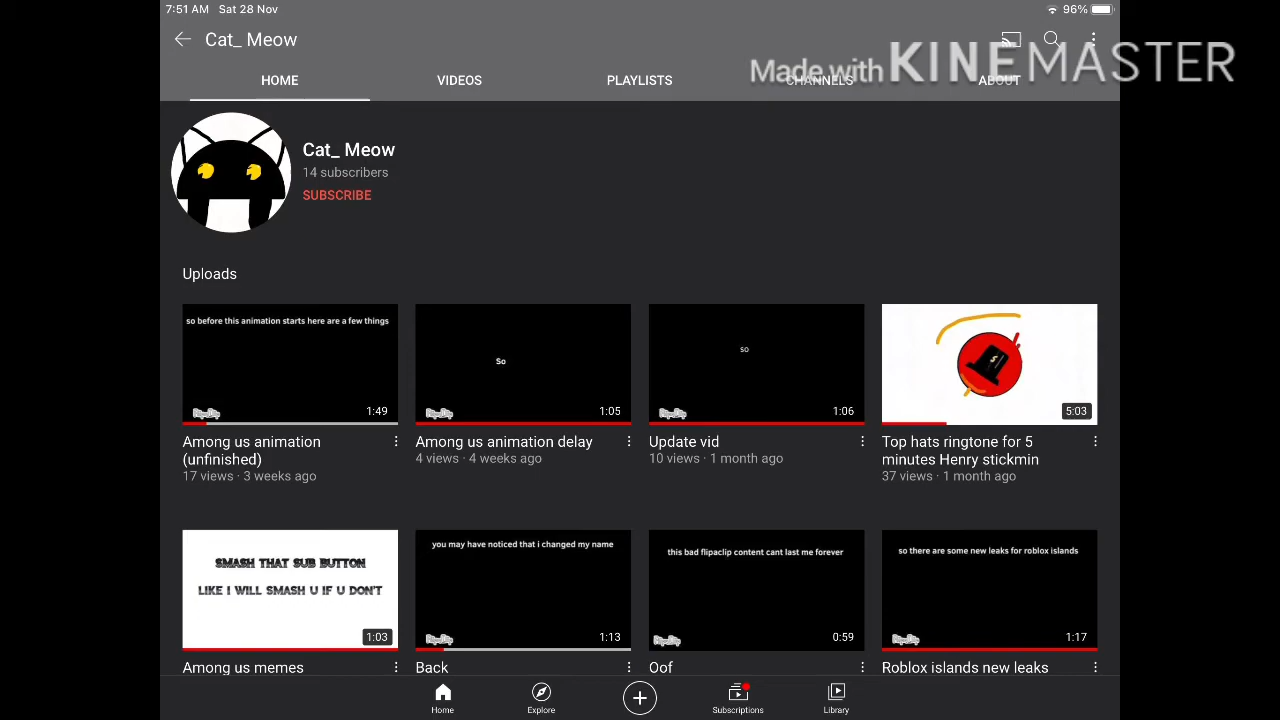 7:51 AM Sat 28 Nov
96%
Cat_ Meow
Made with KINEMASTER
HOME VIDEOS PLAYLISTS CHANNELS ABOUT
Cat_ Meow
14 subscribers
SUBSCRIBE
Uploads
so before this animation starts here are a few things
1:49
Among us animation
(unfinished)
17 views · 3 weeks ago
So
1:05
Among us animation delay
4 views · 4 weeks ago
so
1:06
Update vid
10 views · 1 month ago
5:03
Top hats ringtone for 5
minutes Henry stickmin
37 views · 1 month ago
SMASH THAT SUB BUTTON
LIKE I WILL SMASH U IF U DON'T
1:03
Among us memes
you may have noticed that i changed my name
1:13
Back
this bad flipaclip content cant last me forever
0:59
Oof
so there are some new leaks for roblox islands
1:17
Roblox islands new leaks
Home Explore Subscriptions Library